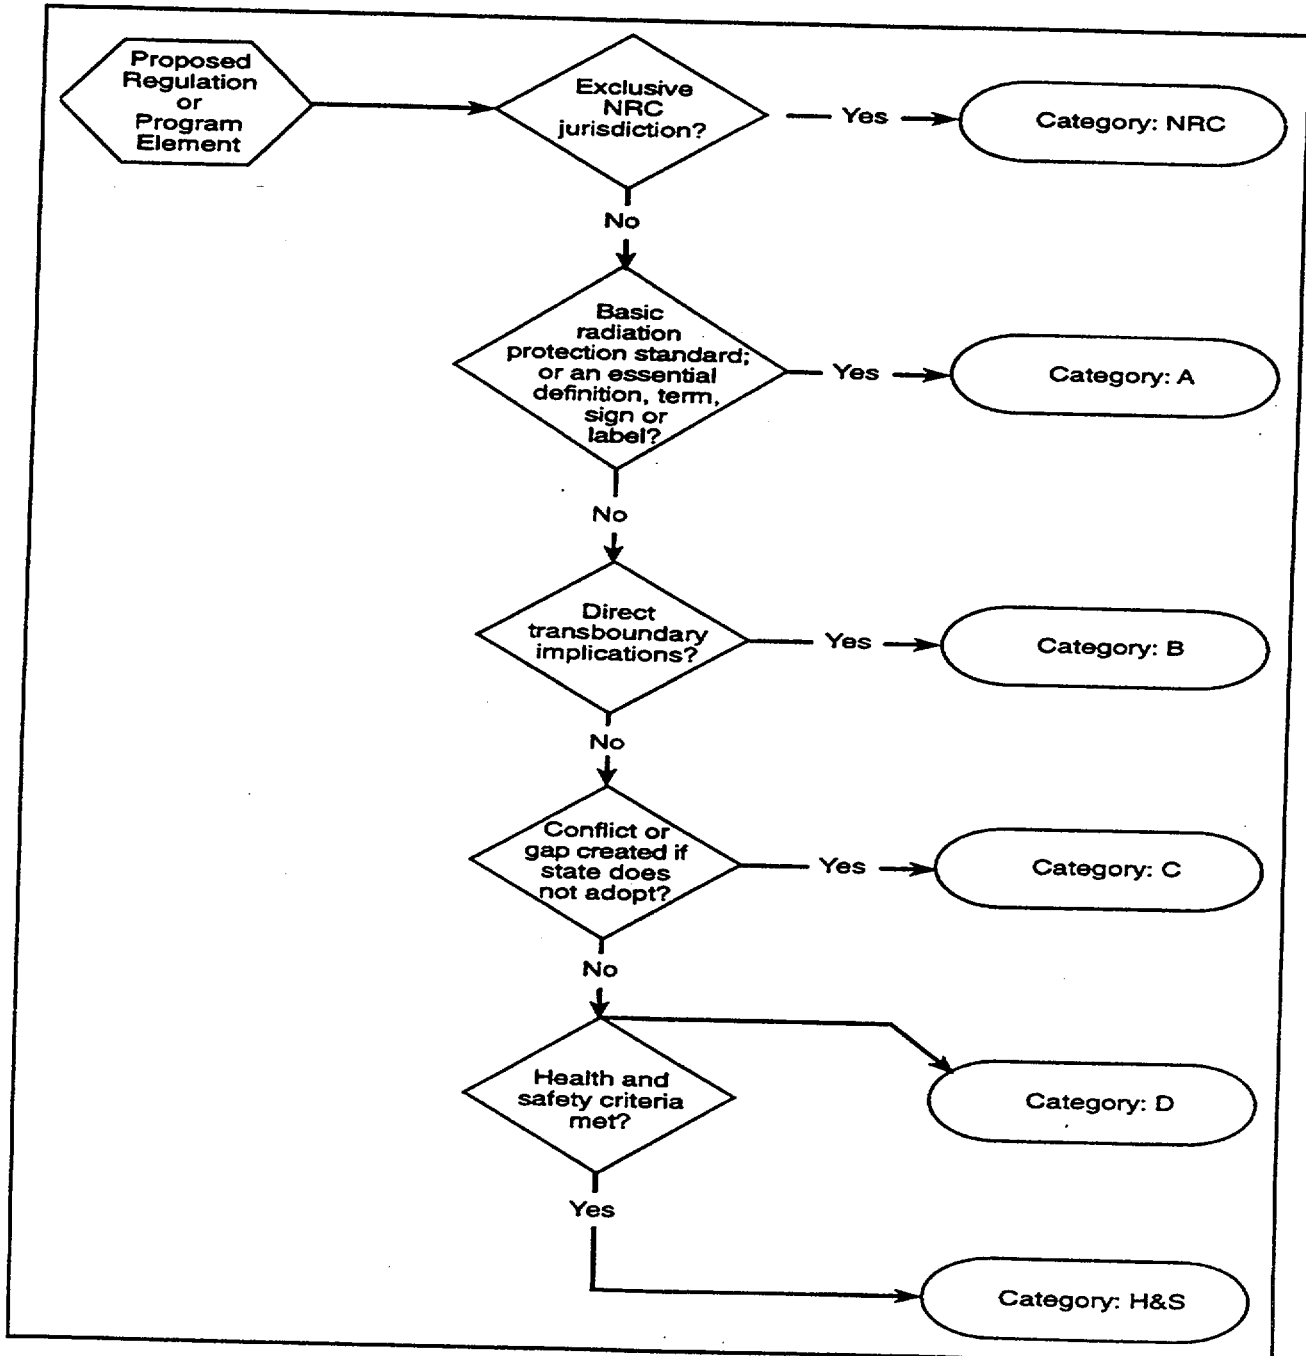 Proposed
Regulation
or
Program
Element
Exclusive
NRC
jurisdiction?
Yes
Category: NRC
No
Basic
radiation
protection standard;
or an essential
definition, term,
sign or
label?
Yes
Category: A
No
Direct
transboundary
implications?
Yes
Category: B
No
Conflict or
gap created if
state does
not adopt?
Yes
Category: C
No
Health and
safety criteria
met?
Category: D
Yes
Category: H&S